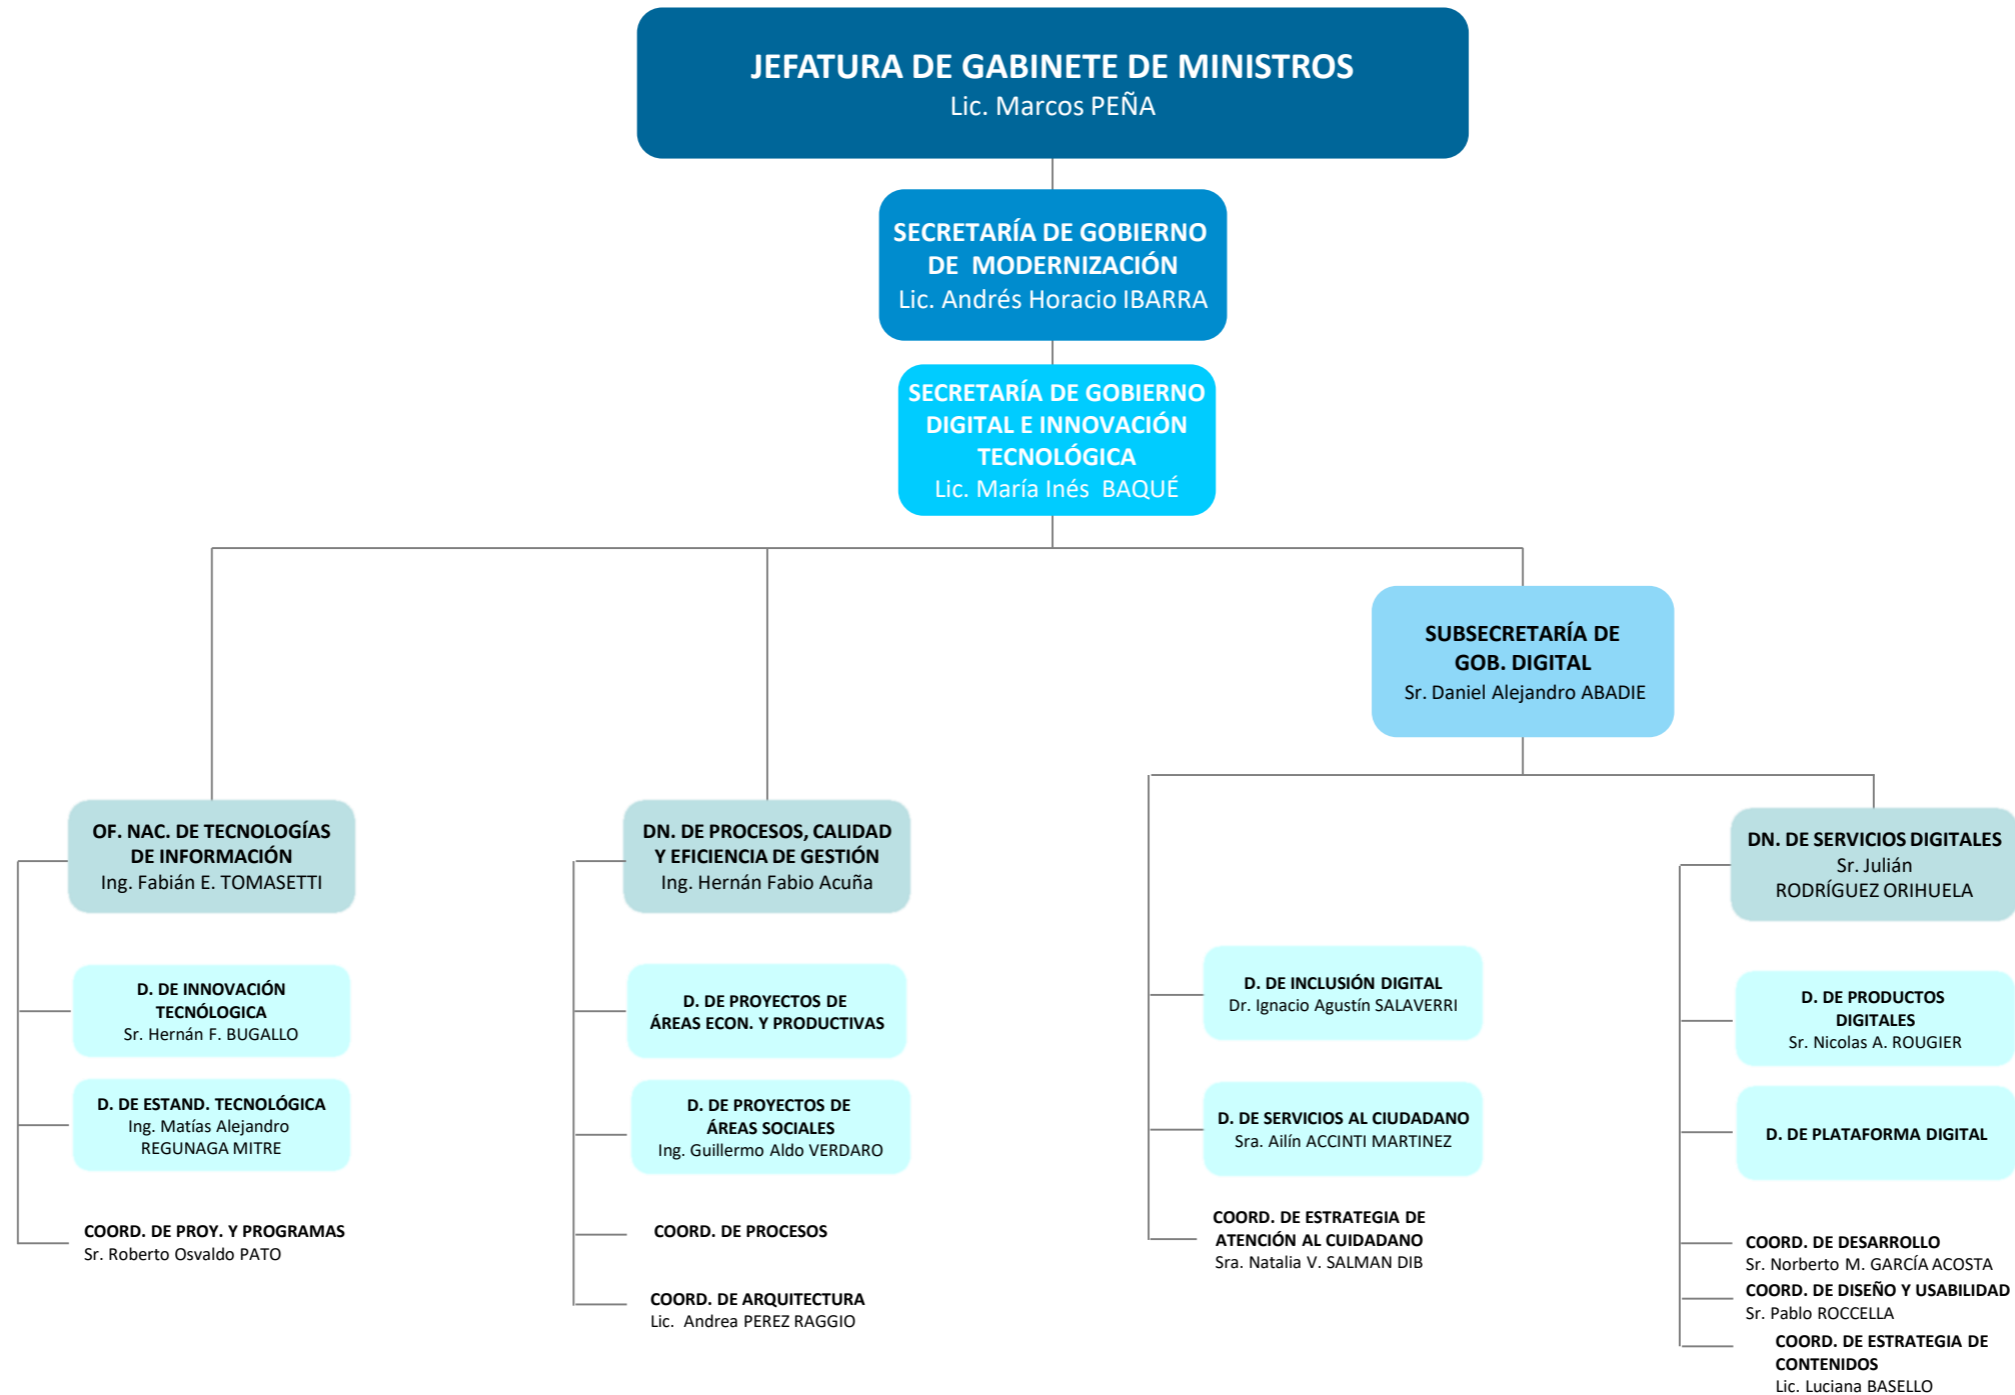 JEFATURA DE GABINETE DE MINISTROS
Lic. Marcos PEÑA
SECRETARÍA DE GOBIERNO
DE MODERNIZACIÓN
Lic. Andrés Horacio IBARRA
SECRETARÍA DE GOBIERNO
DIGITAL E INNOVACIÓN
TECNOLÓGICA
Lic. María Inés BAQUÉ
SUBSECRETARÍA DE
GOB. DIGITAL
Sr. Daniel Alejandro ABADIE
OF. NAC. DE TECNOLOGÍAS
DE INFORMACIÓN
Ing. Fabián E. TOMASETTI
D. DE INNOVACIÓN
TECNÓLOGICA
Sr. Hernán F. BUGALLO
D. DE ESTAND. TECNOLÓGICA
Ing. Matías Alejandro
REGUNAGA MITRE
COORD. DE PROY. Y PROGRAMAS
Sr. Roberto Osvaldo PATO
DN. DE PROCESOS, CALIDAD
Y EFICIENCIA DE GESTIÓN
Ing. Hernán Fabio Acuña
D. DE PROYECTOS DE
ÁREAS ECON. Y PRODUCTIVAS
D. DE PROYECTOS DE
ÁREAS SOCIALES
Ing. Guillermo Aldo VERDARO
COORD. DE PROCESOS
COORD. DE ARQUITECTURA
Lic. Andrea PEREZ RAGGIO
D. DE INCLUSIÓN DIGITAL
Dr. Ignacio Agustín SALAVERRI
D. DE SERVICIOS AL CIUDADANO
Sra. Ailín ACCINTI MARTINEZ
COORD. DE ESTRATEGIA DE
ATENCIÓN AL CUIDADANO
Sra. Natalia V. SALMAN DIB
DN. DE SERVICIOS DIGITALES
Sr. Julián
RODRÍGUEZ ORIHUELA
D. DE PRODUCTOS
DIGITALES
Sr. Nicolas A. ROUGIER
D. DE PLATAFORMA DIGITAL
COORD. DE DESARROLLO
Sr. Norberto M. GARCÍA ACOSTA
COORD. DE DISEÑO Y USABILIDAD
Sr. Pablo ROCCELLA
COORD. DE ESTRATEGIA DE
CONTENIDOS
Lic. Luciana BASELLO